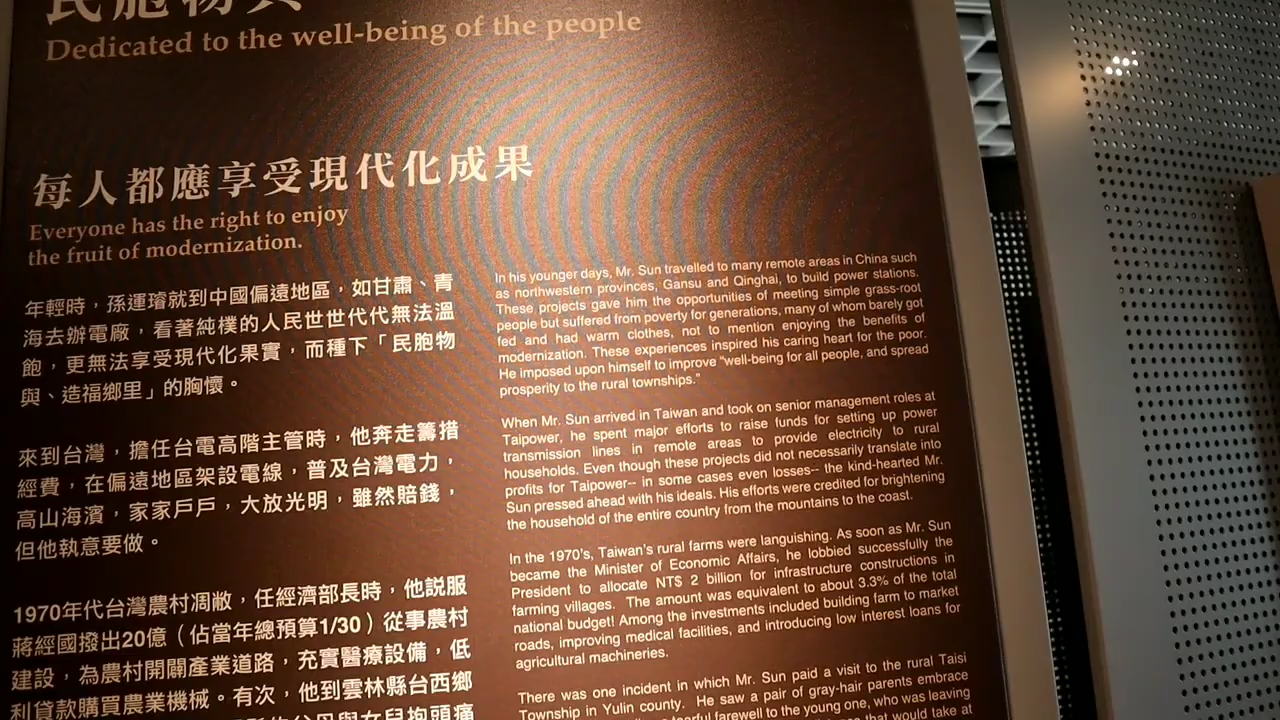 民胞物與
Dedicated to the well-being of the people
每人都應享受現代化成果
Everyone has the right to enjoy
the fruit of modernization.
年輕時，孫運璿就到中國偏遠地區，如甘肅、青
海去辦電廠，看著純樸的人民世世代代無法溫
飽，更無法享受現代化果實，而種下「民胞物
與、造福鄉里」的胸懷。
來到台灣，擔任台電高階主管時，他奔走籌措
經費，在偏遠地區架設電線，普及台灣電力，
高山海濱，家家戶戶，大放光明，雖然賠錢，
但他執意要做。
1970年代台灣農村凋敝，任經濟部長時，他說服
蔣經國撥出20億（佔當年總預算1/30）從事農村
建設，為農村開闢產業道路，充實醫療設備，低
利貸款購買農業機械。有次，他到雲林縣台西鄉
父母與女兒抱頭痛
In his younger days, Mr. Sun travelled to many remote areas in China such
as northwestern provinces, Gansu and Qinghai, to build power stations.
These projects gave him the opportunities of meeting simple grass-root
people but suffered from poverty for generations, many of whom barely got
fed and had warm clothes, not to mention enjoying the benefits of
modernization. These experiences inspired his caring heart for the poor.
He imposed upon himself to improve “well-being for all people, and spread
prosperity to the rural townships.”
When Mr. Sun arrived in Taiwan and took on senior management roles at
Taipower, he spent major efforts to raise funds for setting up power
transmission lines in remote areas to provide electricity to rural
households. Even though these projects did not necessarily translate into
profits for Taipower-- in some cases even losses-- the kind-hearted Mr.
Sun pressed ahead with his ideals. His efforts were credited for brightening
the household of the entire country from the mountains to the coast.
In the 1970's, Taiwan's rural farms were languishing. As soon as Mr. Sun
became the Minister of Economic Affairs, he lobbied successfully the
President to allocate NT$ 2 billion for infrastructure constructions in
farming villages. The amount was equivalent to about 3.3% of the total
national budget! Among the investments included building farm to market
roads, improving medical facilities, and introducing low interest loans for
agricultural machineries.
There was one incident in which Mr. Sun paid a visit to the rural Taisi
Township in Yulin county. He saw a pair of gray-hair parents embrace
tearful farewell to the young one, who was leaving
that would take at